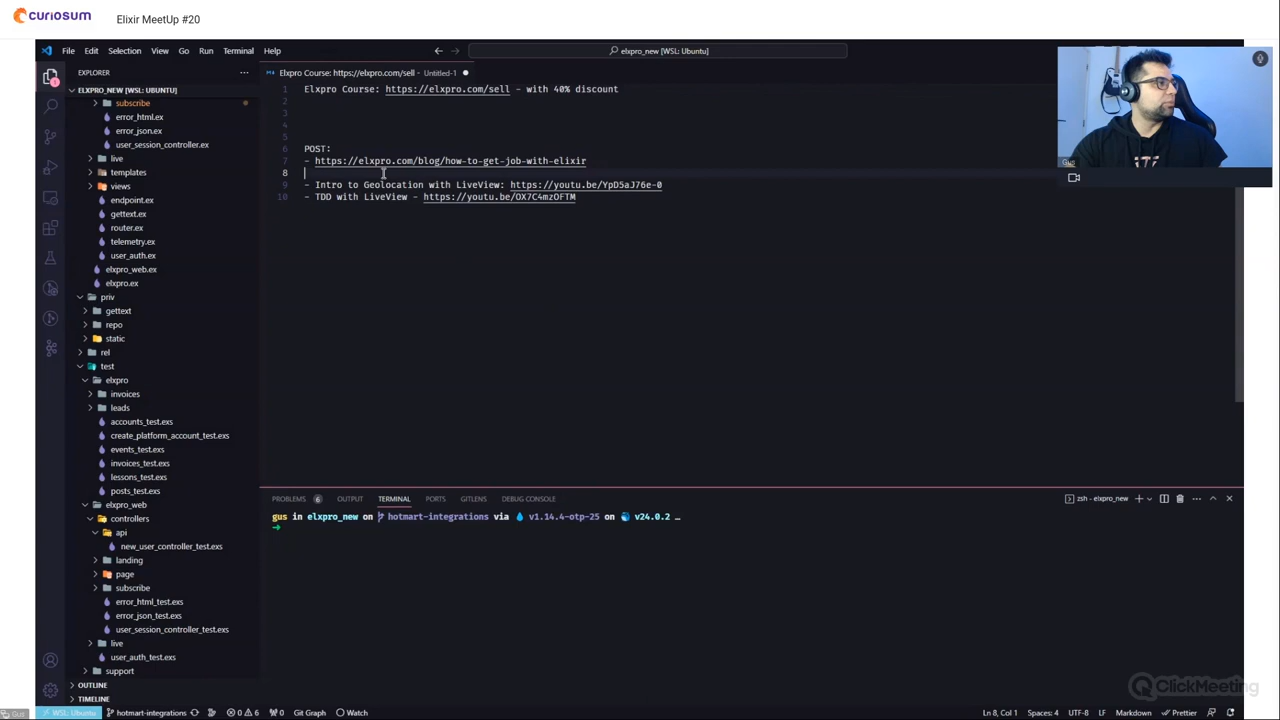 curiosum
Elixir MeetUp #20
File Edit Selection View Go Run Terminal Help
elxpro_new [WSL: Ubuntu]
EXPLORER
Elxpro Course: https://elxpro.com/sell Untitled-1
ELXPRO_NEW [WSL: UBUNTU]
subscribe
error_html.ex
error_json.ex
user_session_controller.ex
live
templates
views
endpoint.ex
gettext.ex
router.ex
telemetry.ex
user_auth.ex
elxpro_web.ex
elxpro.ex
priv
gettext
repo
static
rel
test
elxpro
invoices
leads
accounts_test.exs
create_platform_account_test.exs
events_test.exs
invoices_test.exs
lessons_test.exs
posts_test.exs
elxpro_web
controllers
api
new_user_controller_test.exs
landing
page
subscribe
error_html_test.exs
error_json_test.exs
user_session_controller_test.exs
live
user_auth_test.exs
support
OUTLINE
TIMELINE
1 Elxpro Course: https://elxpro.com/sell - with 40% discount
2
3
4
5
6 POST:
7 - https://elxpro.com/blog/how-to-get-job-with-elixir
8
9 - Intro to Geolocation with LiveView: https://youtu.be/YpD5aJ76e-0
10 - TDD with LiveView - https://youtu.be/OX7C4mzOFTM
Gus
PROBLEMS 6 OUTPUT TERMINAL PORTS GITLENS DEBUG CONSOLE
zsh - elxpro_new
gus in elxpro_new on hotmart-integrations via v1.14.4-otp-25 on v24.0.2 …
ClickMeeting
Gus
WSL: Ubuntu hotmart-integrations 0 6 0 Git Graph Watch
Ln 8, Col 1 Spaces: 4 UTF-8 LF Markdown Prettier